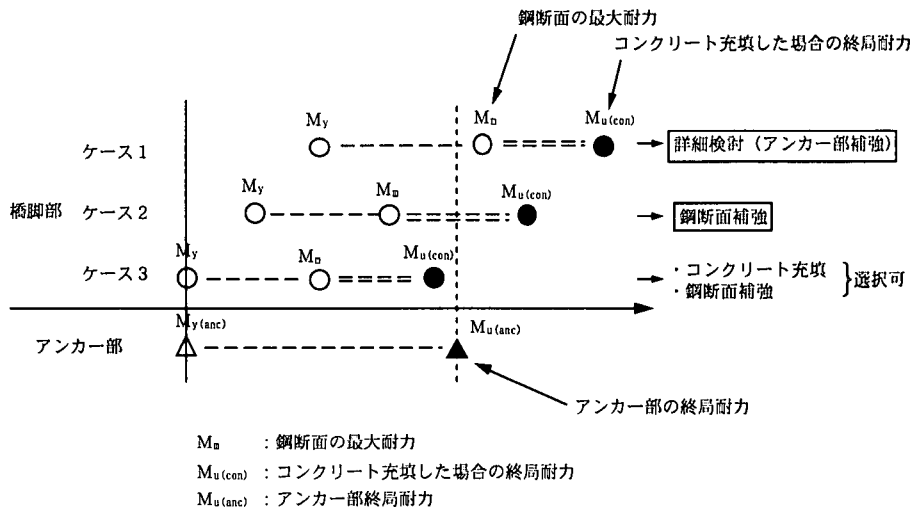 鋼断面の最大耐力
コンクリート充填した場合の終局耐力
My Mm Mu(con)
ケース1 詳細検討（アンカー部補強）
My Mm Mu(con)
橋脚部 ケース2 鋼断面補強
My Mm Mu(con)
ケース3 ・コンクリート充填
・鋼断面補強 }選択可
My(anc) Mu(anc)
アンカー部
アンカー部の終局耐力
Mm ：鋼断面の最大耐力
Mu(con) ：コンクリート充填した場合の終局耐力
Mu(anc) ：アンカー部終局耐力